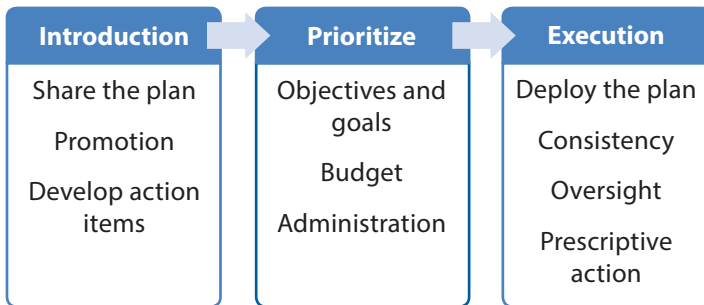 Introduction
Share the plan
Promotion
Develop action
items
Prioritize
Objectives and
goals
Budget
Administration
Execution
Deploy the plan
Consistency
Oversight
Prescriptive
action